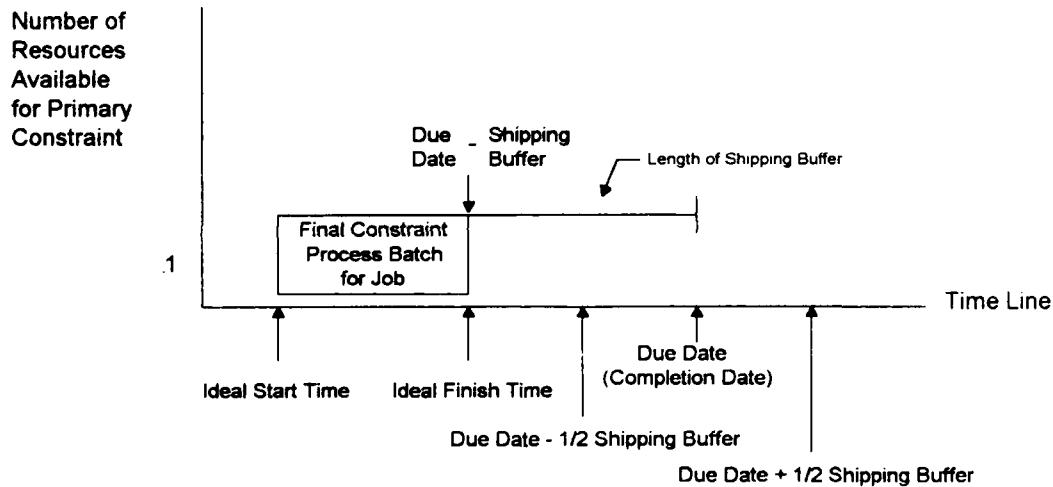 Number of
Resources
Available
for Primary
Constraint
Due Date - Shipping Buffer
Length of Shipping Buffer
Final Constraint
Process Batch
for Job
.1
Time Line
Ideal Start Time
Ideal Finish Time
Due Date
(Completion Date)
Due Date - 1/2 Shipping Buffer
Due Date + 1/2 Shipping Buffer